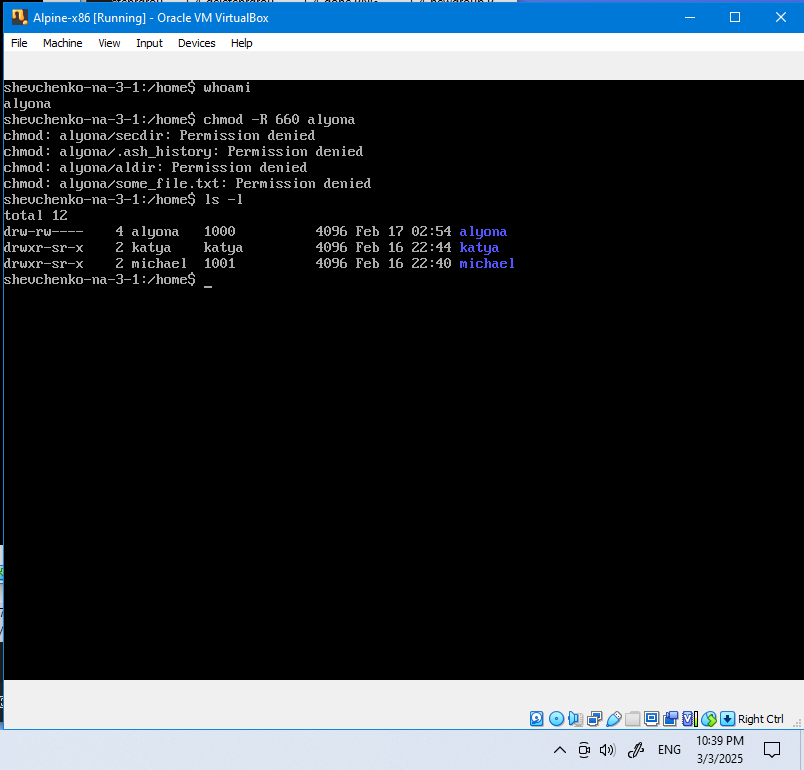 Alpine-x86 [Running] - Oracle VM VirtualBox
File Machine View Input Devices Help
shevchenko-na-3-1:/home$ whoami
alyona
shevchenko-na-3-1:/home$ chmod -R 660 alyona
chmod: alyona/secdir: Permission denied
chmod: alyona/.ash_history: Permission denied
chmod: alyona/aldir: Permission denied
chmod: alyona/some_file.txt: Permission denied
shevchenko-na-3-1:/home$ ls -l
total 12
drw-rw---- 4 alyona 1000 4096 Feb 17 02:54 alyona
drwxr-sr-x 2 katya katya 4096 Feb 16 22:44 katya
drwxr-sr-x 2 michael 1001 4096 Feb 16 22:40 michael
shevchenko-na-3-1:/home$ _
Right Ctrl
ENG
10:39 PM
3/3/2025